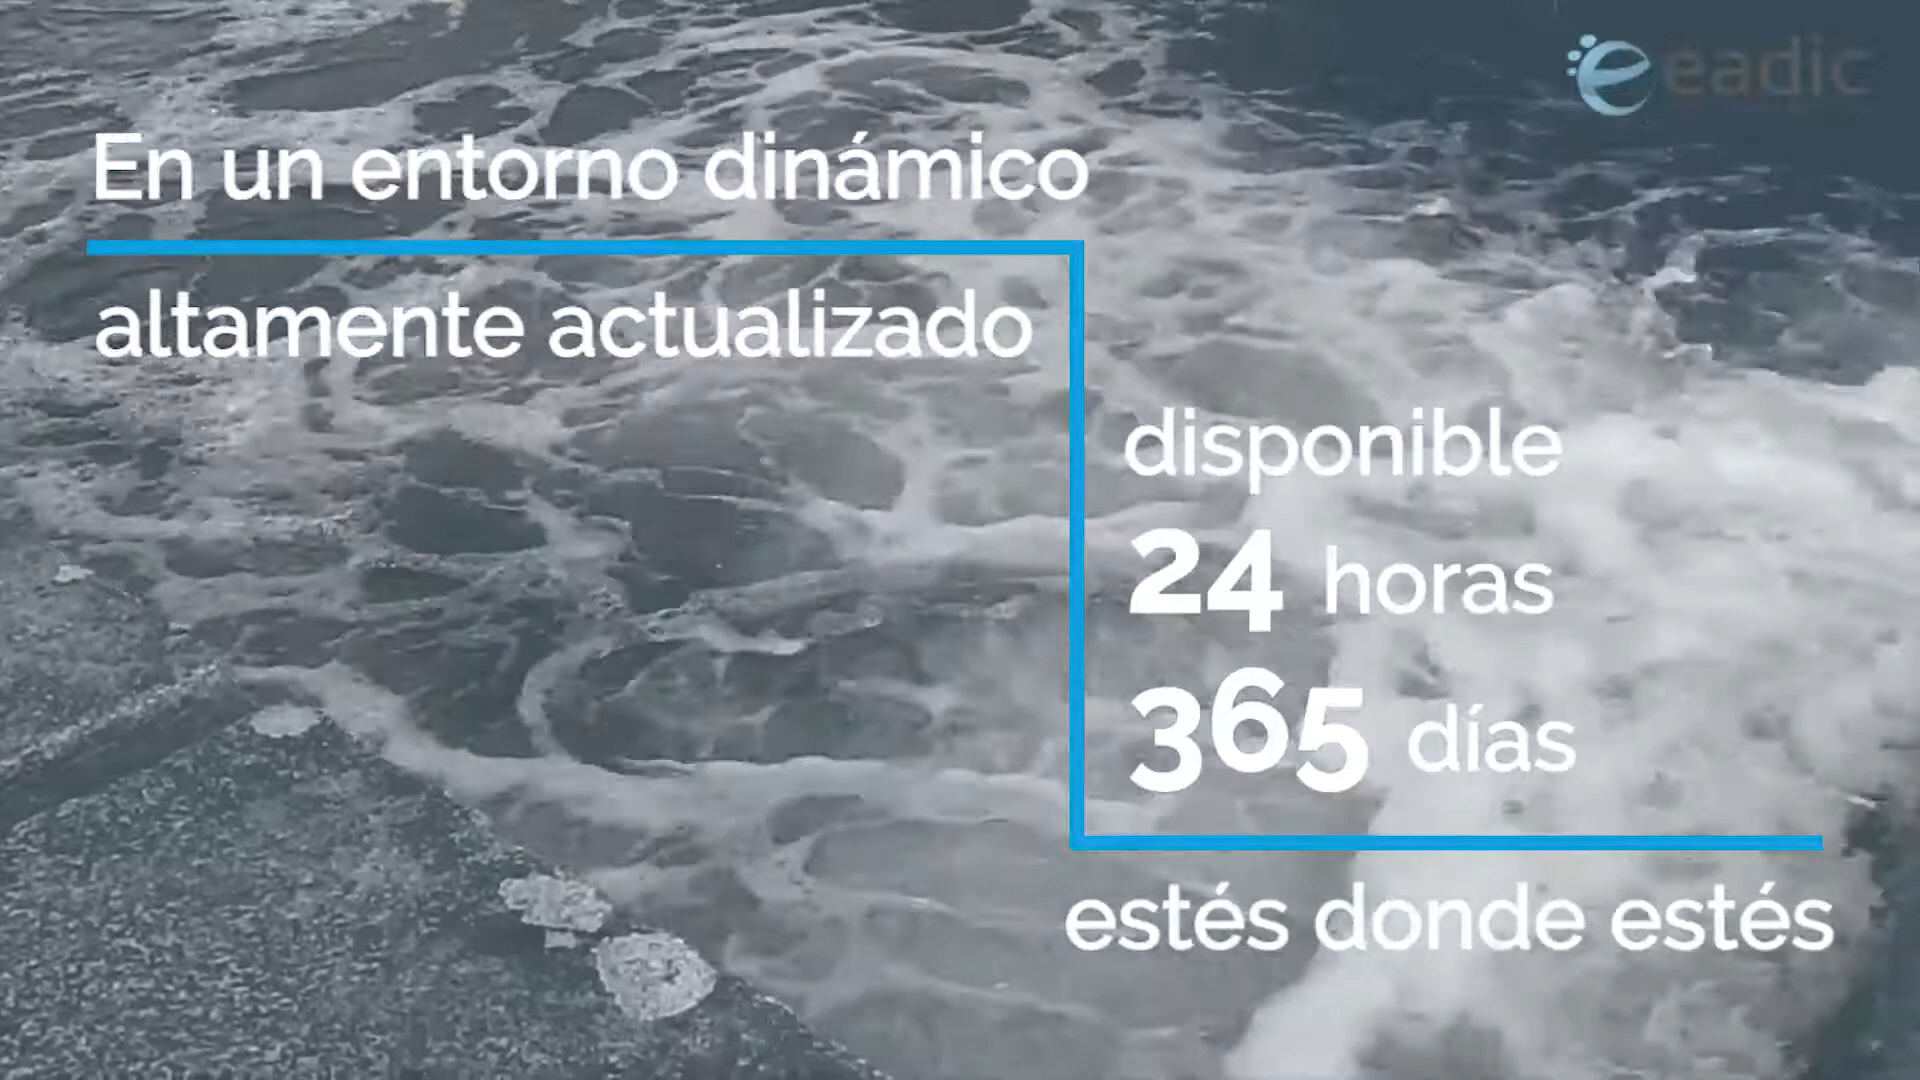 eadic
En un entorno dinámico
altamente actualizado
disponible
24 horas
365 días
estés donde estés